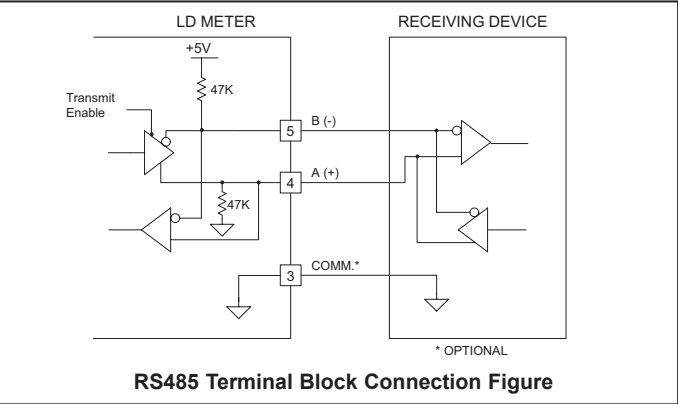 LD METER
RECEIVING DEVICE
+5V
47K
Transmit
Enable
5
B (-)
4
A (+)
47K
3
COMM.*
* OPTIONAL
RS485 Terminal Block Connection Figure